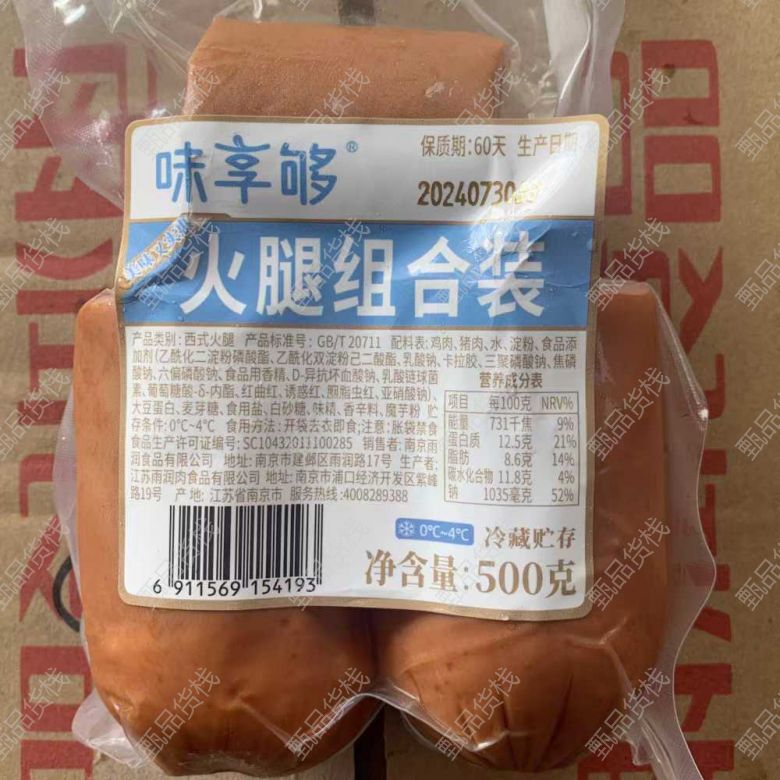 味享够®
保质期:60天 生产日期
20240730
火腿组合装
产品类别:西式火腿 产品标准号:GB/T 20711 配料表:鸡肉、猪肉、水、淀粉、食品添
加剂(乙酰化二淀粉磷酸酯、乙酰化双淀粉己二酸酯、乳酸钠、卡拉胶、三聚磷酸钠、焦磷
酸钠、六偏磷酸钠、食品用香精、D-异抗坏血酸钠、乳酸链球菌
素、葡萄糖酸-δ-内酯、红曲红、诱惑红、胭脂虫红、亚硝酸钠)、
大豆蛋白、麦芽糖、食用盐、白砂糖、味精、香辛料、魔芋粉 贮
存条件:0℃~4℃ 食用方法:开袋去衣即食;注意:胀袋禁食
食品生产许可证编号:SC10432011100285 销售者:南京雨
润食品有限公司 地址:南京市建邺区雨润路17号 生产者:
江苏雨润肉食品有限公司 地址:南京市浦口经济开发区紫峰
路19号 产地:江苏省南京市 服务热线:4008289388
营养成分表
项目 每100克 NRV%
能量 731千焦 9%
蛋白质 12.5克 21%
脂肪 8.6克 14%
碳水化合物 11.8克 4%
钠 1035毫克 52%
6 911569 154193
0℃~4℃ 冷藏贮存
净含量:500克
甄品货栈